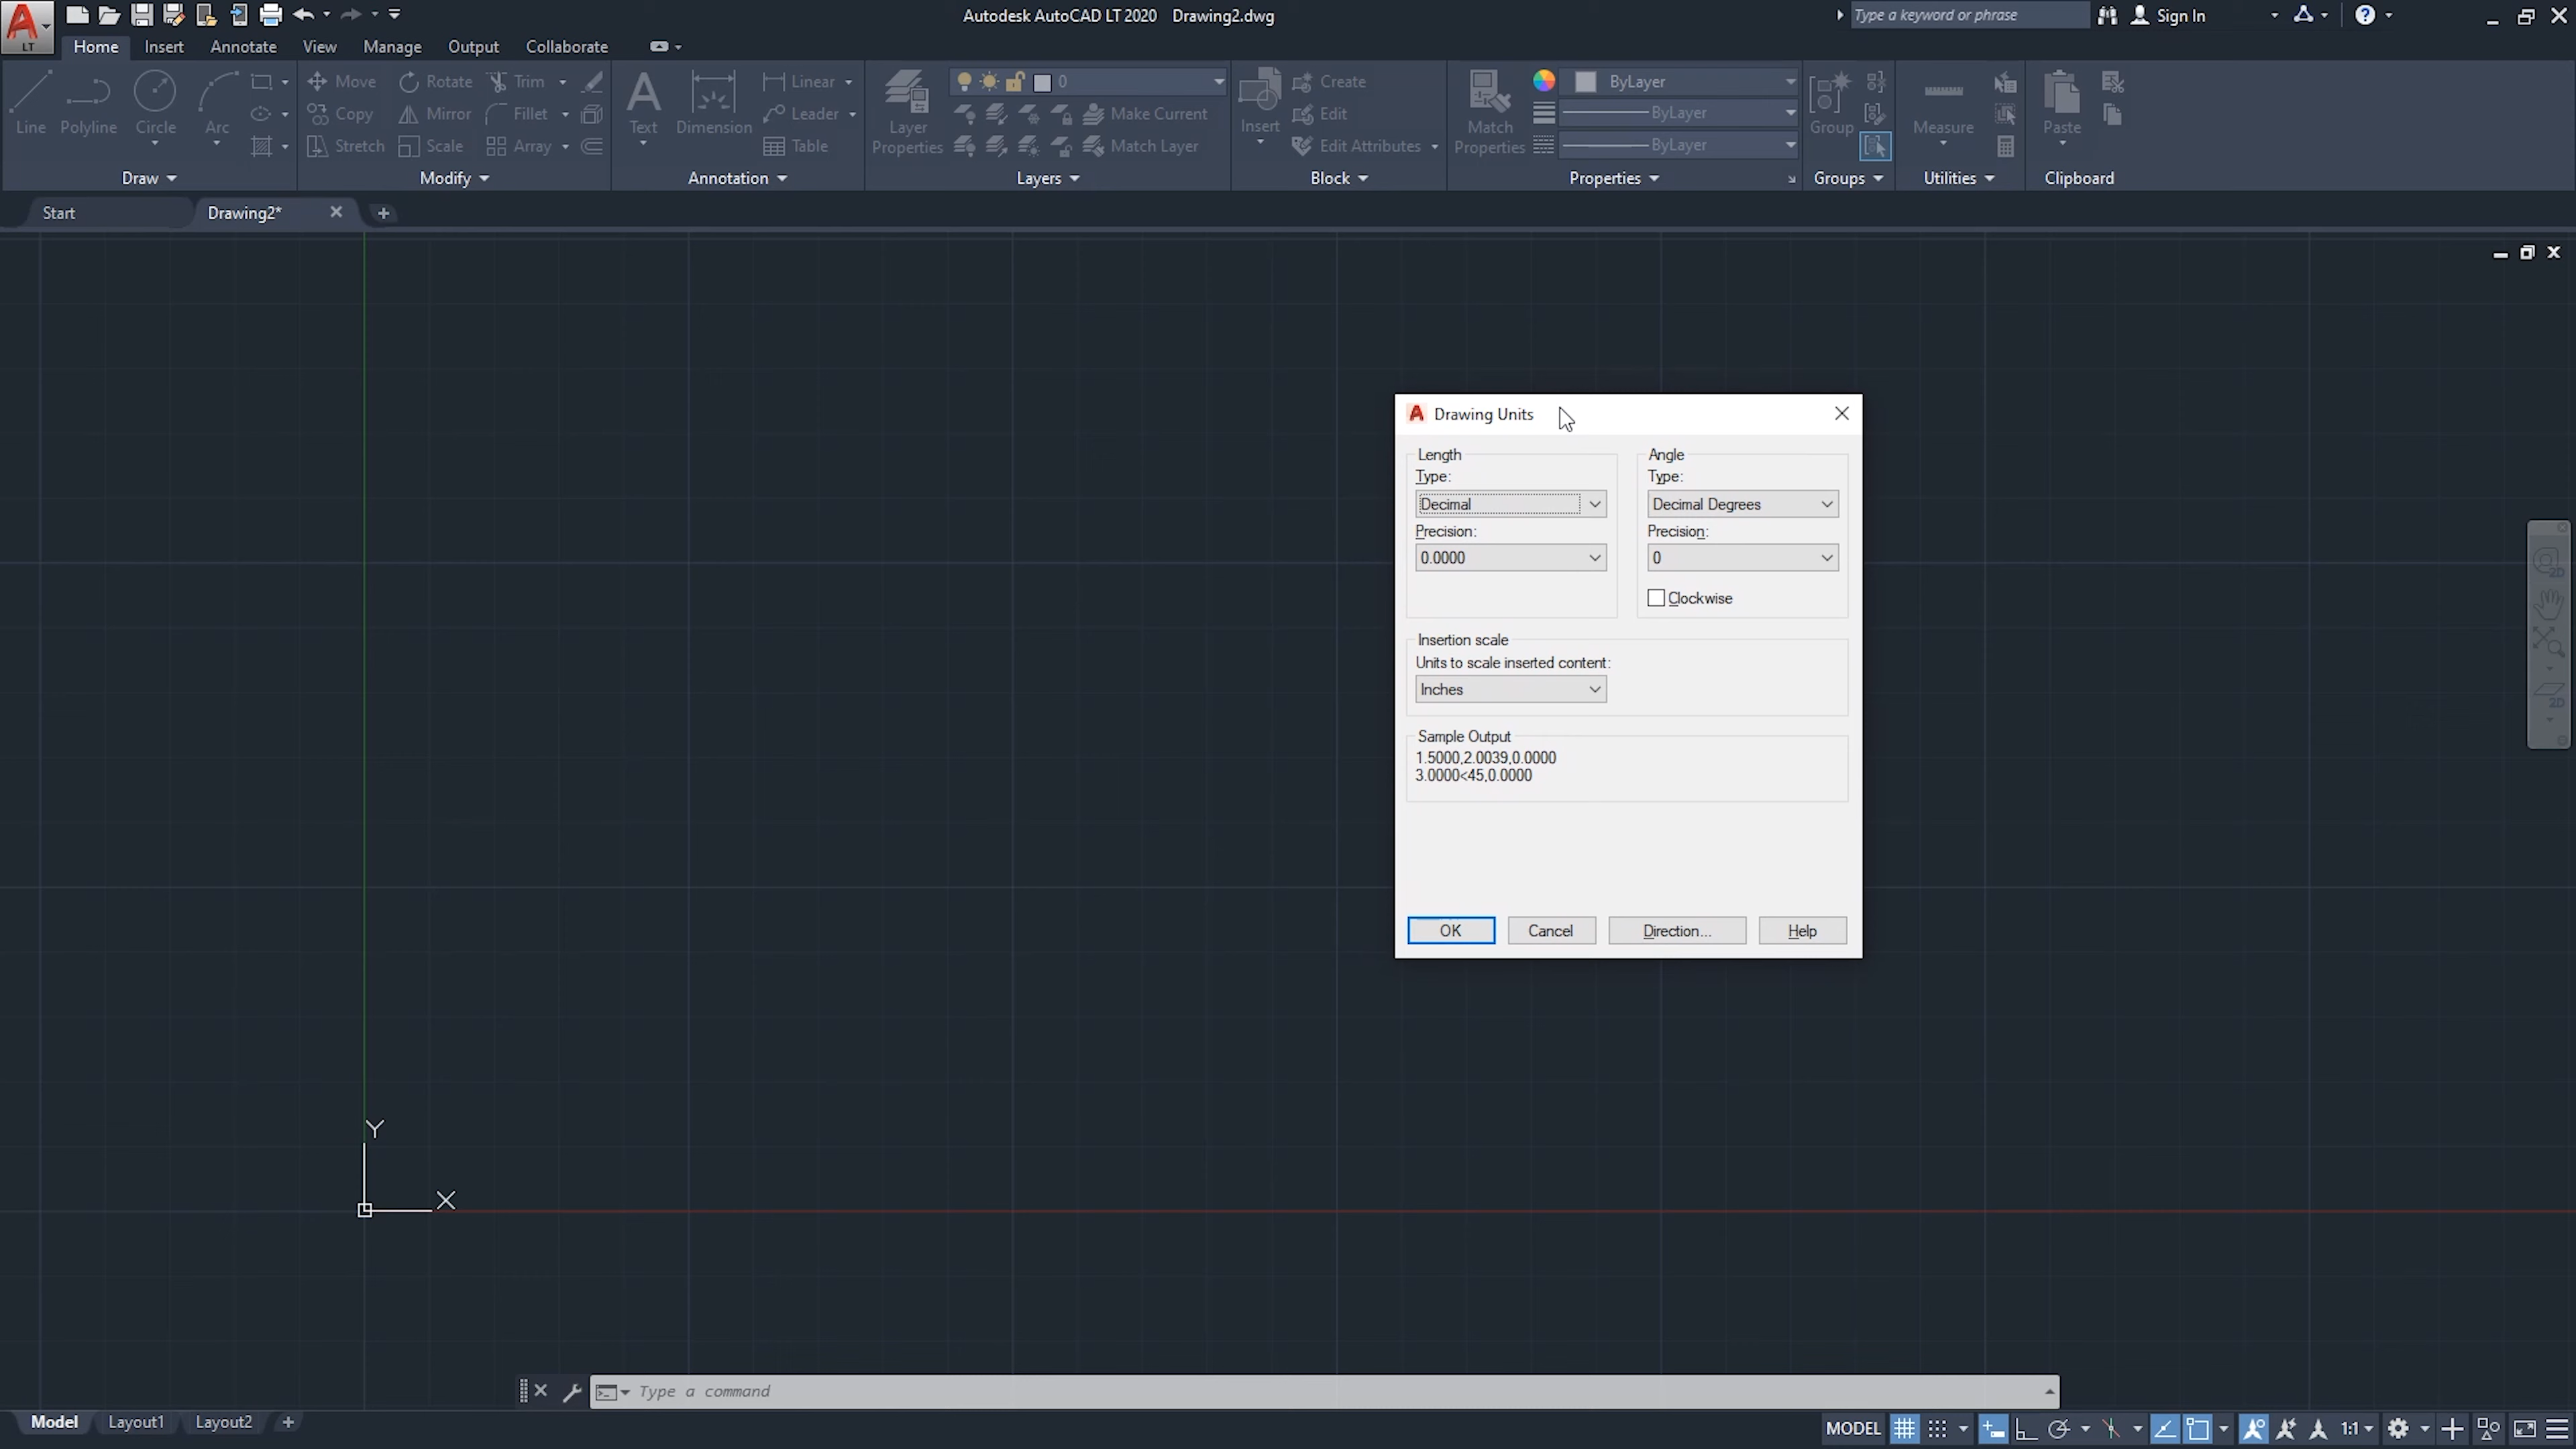 Autodesk AutoCAD LT 2020 Drawing2.dwg
Type a keyword or phrase
Sign In
LT
Home Insert Annotate View Manage Output Collaborate
Line Polyline Circle Arc
Draw
Move Rotate Trim
Copy Mirror Fillet
Stretch Scale Array
Modify
Text Dimension
Linear
Leader
Table
Annotation
Layer
Properties
0
Make Current
Match Layer
Layers
Insert
Create
Edit
Edit Attributes
Block
Match
Properties
ByLayer
ByLayer
ByLayer
Properties
Group
Groups
Measure
Utilities
Paste
Clipboard
Start Drawing2*
Drawing Units
Length
Type:
Decimal
Precision:
0.0000
Angle
Type:
Decimal Degrees
Precision:
0
Clockwise
Insertion scale
Units to scale inserted content:
Inches
Sample Output
1.5000,2.0039,0.0000
3.0000<45,0.0000
OK Cancel Direction... Help
2D
2D
Y
X
Type a command
Model Layout1 Layout2
MODEL
1:1